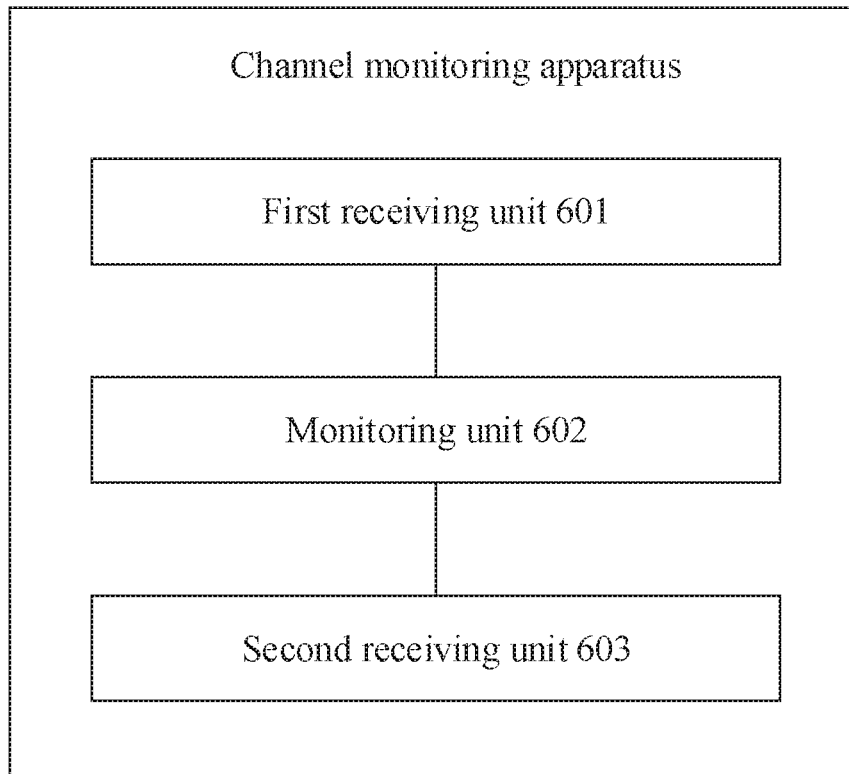 Channel monitoring apparatus
First receiving unit 601
Monitoring unit 602
Second receiving unit 603